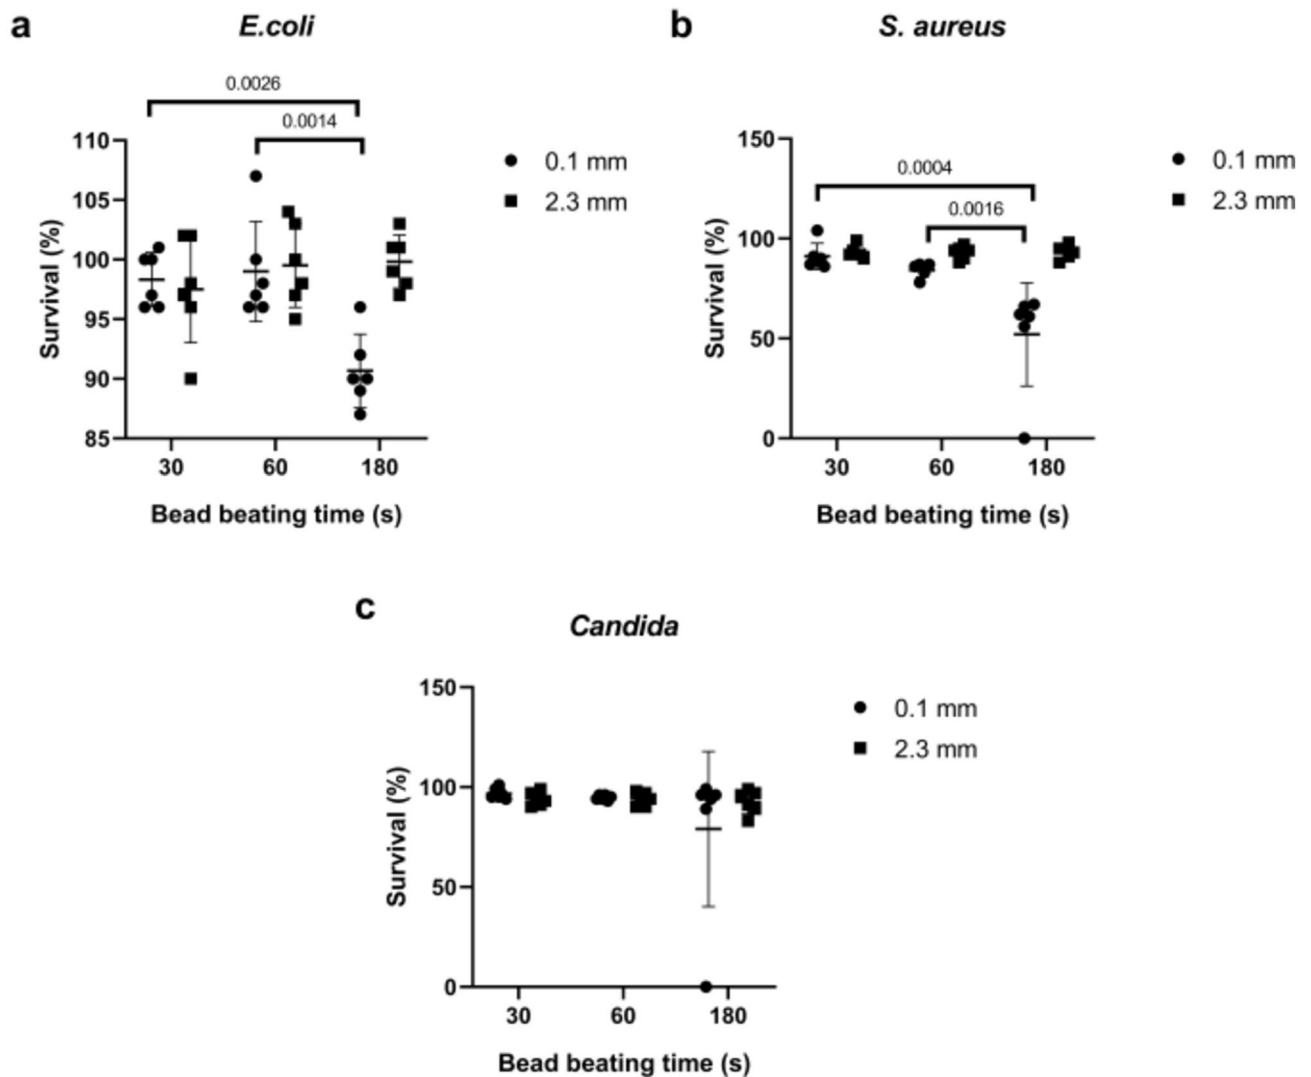 a
E.coli
0.0026
0.0014
110
105
100
95
90
85
Survival (%)
30 60 180
Bead beating time (s)
0.1 mm
2.3 mm
b
S. aureus
0.0004
0.0016
150
100
50
0
Survival (%)
30 60 180
Bead beating time (s)
0.1 mm
2.3 mm
c
Candida
150
100
50
0
Survival (%)
30 60 180
Bead beating time (s)
0.1 mm
2.3 mm